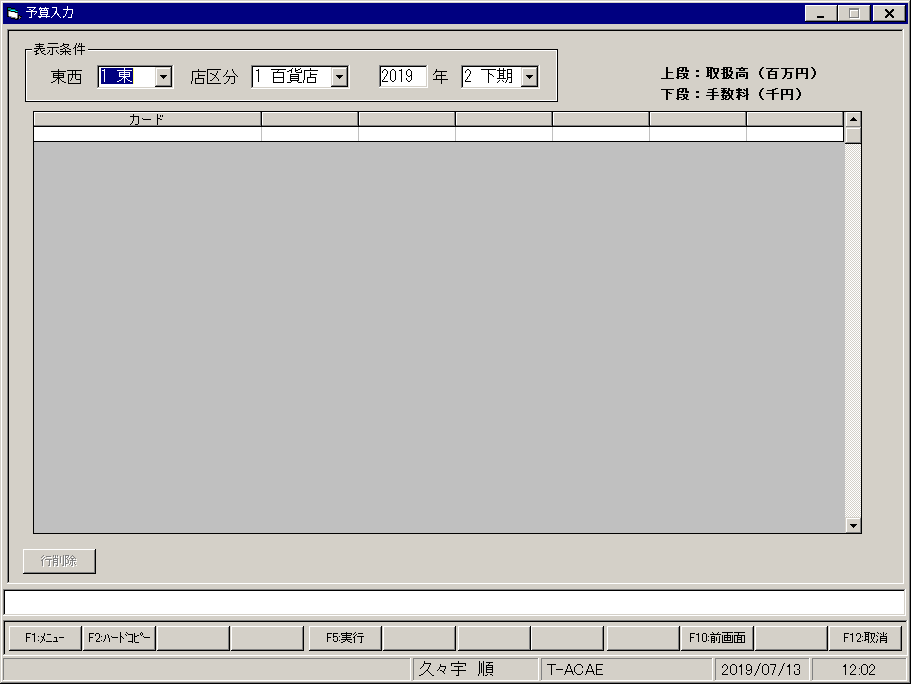 予算入力
表示条件
東西 1 東 店区分 1 百貨店 2019 年 2 下期
上段：取扱高（百万円）
下段：手数料（千円）
カード
行削除
F1:ﾒﾆｭｰ F2:ﾊｰﾄﾞｺﾋﾟｰ F5:実行 F10:前画面 F12:取消
久々宇 順 T-ACAE 2019/07/13 12:02